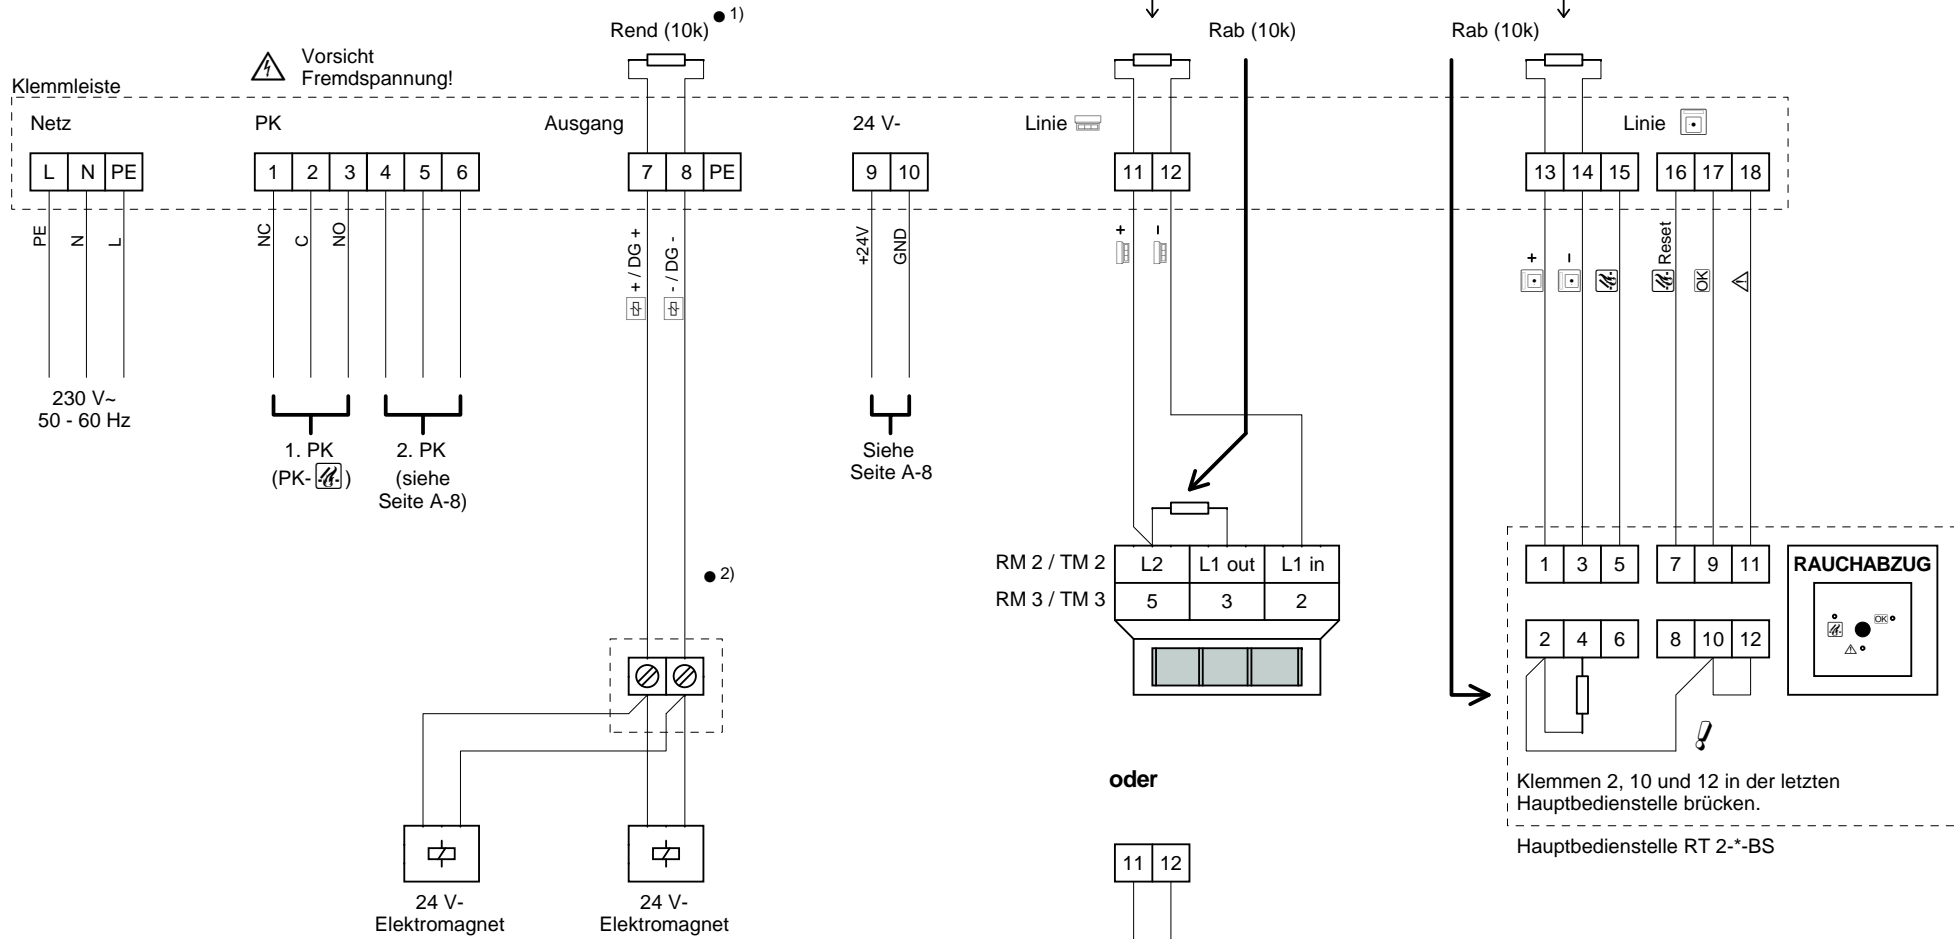 Rend (10k) ● 1)
Rab (10k)
Rab (10k)
Vorsicht
Fremdspannung!
Klemmleiste
Netz
PK
Ausgang
24 V-
Linie
Linie
L N PE
1 2 3 4 5 6
7 8 PE
9 10
11 12
13 14 15
16 17 18
PE
N
L
NC
C
NO
+ / DG +
- / DG -
+24V
GND
+
–
+
–
Reset
OK
230 V~
50 - 60 Hz
1. PK
(PK- )
2. PK
(siehe
Seite A-8)
Siehe
Seite A-8
● 2)
RM 2 / TM 2
L2 L1 out L1 in
RM 3 / TM 3
5 3 2
1 3 5
7 9 11
RAUCHABZUG
OK
2 4 6
8 10 12
Klemmen 2, 10 und 12 in der letzten
Hauptbedienstelle brücken.
Hauptbedienstelle RT 2-*-BS
oder
11 12
24 V-
Elektromagnet
24 V-
Elektromagnet